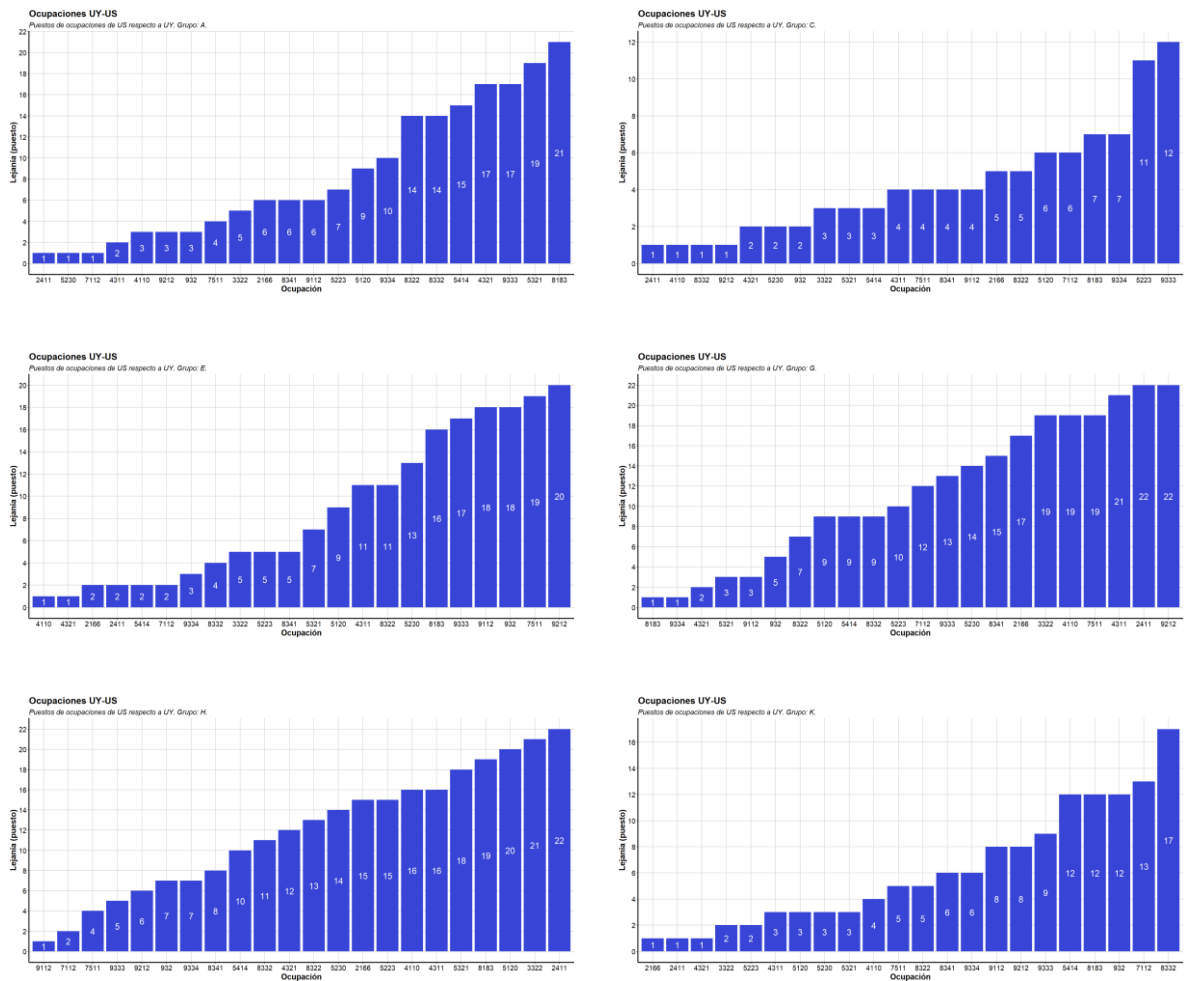 Ocupaciones UY-US
Puestos de ocupaciones de US respecto a UY. Grupo: A.
Lejanía (puesto)
22
20
18
16
14
12
10
8
6
4
2
0
1 1 1 2 3 3 3 4 5 6 6 6 7 9 10 14 14 15 17 17 19 21
2411 5230 7112 4311 4110 9212 932 7511 3322 2166 8341 9112 5223 5120 9334 8322 8332 5414 4321 9333 5321 8183
Ocupación
Ocupaciones UY-US
Puestos de ocupaciones de US respecto a UY. Grupo: C.
Lejanía (puesto)
12
10
8
6
4
2
0
1 1 1 1 2 2 2 3 3 3 4 4 4 4 5 5 6 6 7 7 11 12
2411 4110 8332 9212 4321 5230 932 3322 5321 5414 4311 7511 8341 9112 2166 8322 5120 7112 8183 9334 5223 9333
Ocupación
Ocupaciones UY-US
Puestos de ocupaciones de US respecto a UY. Grupo: E.
Lejanía (puesto)
20
18
16
14
12
10
8
6
4
2
0
1 1 2 2 2 2 3 4 5 5 5 7 9 11 11 13 16 17 18 18 19 20
4110 4321 2166 2411 5414 7112 9334 8332 3322 5223 8341 5321 5120 4311 8322 5230 8183 9333 9112 932 7511 9212
Ocupación
Ocupaciones UY-US
Puestos de ocupaciones de US respecto a UY. Grupo: G.
Lejanía (puesto)
22
20
18
16
14
12
10
8
6
4
2
0
1 1 2 3 3 5 7 9 9 9 10 12 13 14 15 17 19 19 19 21 22 22
8183 9334 4321 5321 9112 932 8322 5120 5414 8332 5223 7112 9333 5230 8341 2166 3322 4110 7511 4311 2411 9212
Ocupación
Ocupaciones UY-US
Puestos de ocupaciones de US respecto a UY. Grupo: H.
Lejanía (puesto)
22
20
18
16
14
12
10
8
6
4
2
0
1 2 4 5 6 7 7 8 10 11 12 13 14 15 15 16 16 18 19 20 21 22
9112 7112 7511 9333 9212 932 9334 8341 5414 8332 4321 8322 5230 2166 5223 4110 4311 5321 8183 5120 3322 2411
Ocupación
Ocupaciones UY-US
Puestos de ocupaciones de US respecto a UY. Grupo: K.
Lejanía (puesto)
16
14
12
10
8
6
4
2
0
1 1 1 2 2 3 3 3 3 4 5 5 6 6 8 8 9 12 12 12 13 17
2166 2411 4321 3322 5223 4311 5120 5230 5321 4110 7511 8322 8341 9334 9112 9212 9333 5414 8183 932 7112 8332
Ocupación